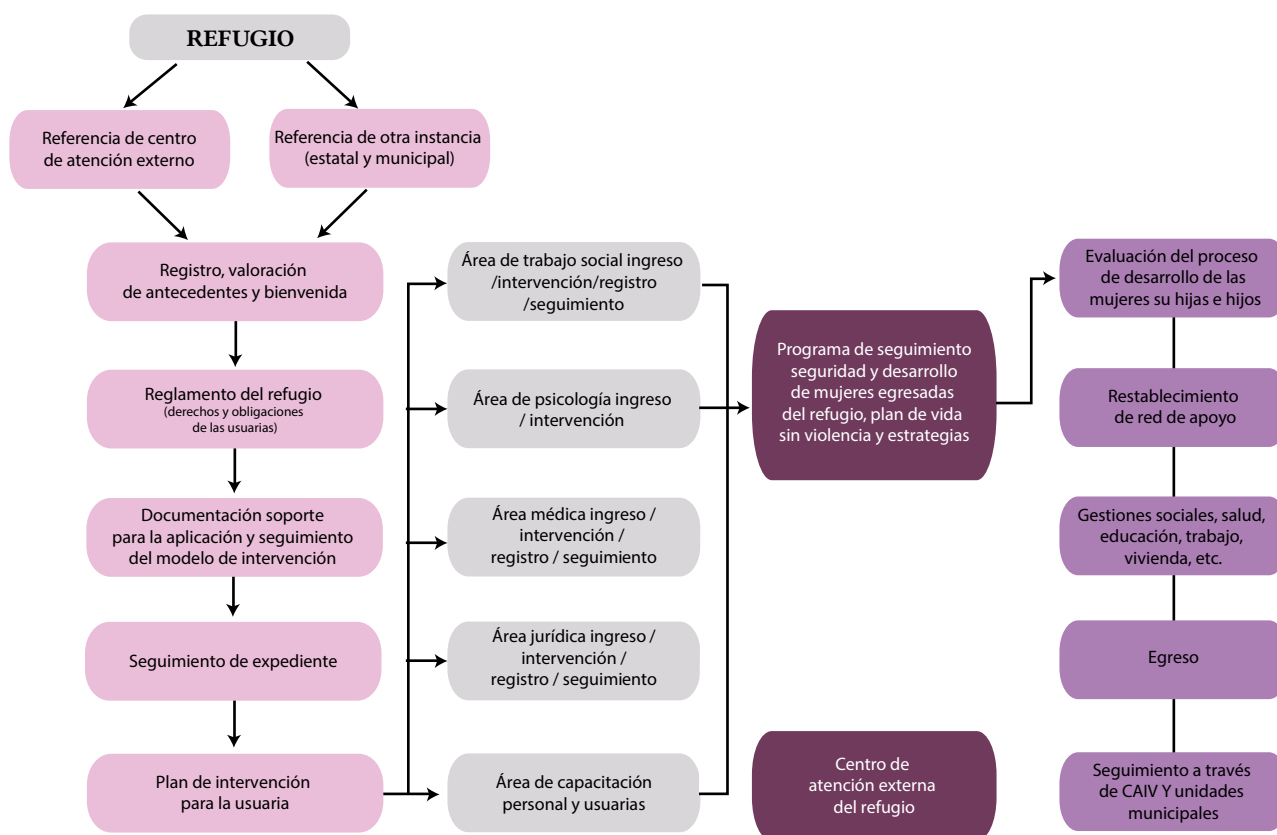 REFUGIO
Referencia de centro
de atención externo
Referencia de otra instancia
(estatal y municipal)
Registro, valoración
de antecedentes y bienvenida
Reglamento del refugio
(derechos y obligaciones
de las usuarias)
Documentación soporte
para la aplicación y seguimiento
del modelo de intervención
Seguimiento de expediente
Plan de intervención
para la usuaria
Área de trabajo social ingreso
/intervención/registro
/seguimiento
Área de psicología ingreso
/ intervención
Área médica ingreso /
intervención /
registro / seguimiento
Área jurídica ingreso /
intervención /
registro / seguimiento
Área de capacitación
personal y usuarias
Programa de seguimiento
seguridad y desarrollo
de mujeres egresadas
del refugio, plan de vida
sin violencia y estrategias
Centro de
atención externa
del refugio
Evaluación del proceso
de desarrollo de las
mujeres su hijas e hijos
Restablecimiento
de red de apoyo
Gestiones sociales, salud,
educación, trabajo,
vivienda, etc.
Egreso
Seguimiento a través
de CAIV Y unidades
municipales